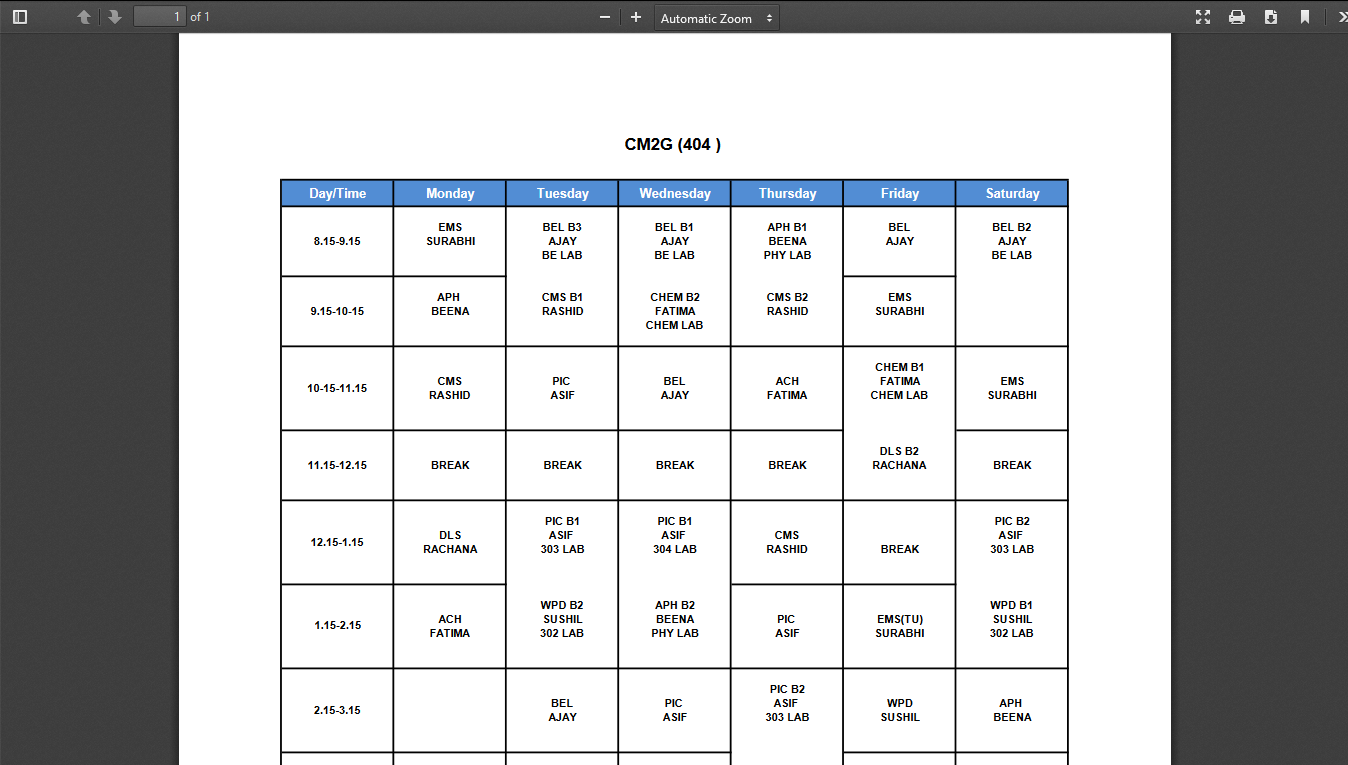 1 of 1
Automatic Zoom
CM2G (404 )
Day/Time Monday Tuesday Wednesday Thursday Friday Saturday
8.15-9.15
EMS
SURABHI
BEL B3
AJAY
BE LAB
BEL B1
AJAY
BE LAB
APH B1
BEENA
PHY LAB
BEL
AJAY
BEL B2
AJAY
BE LAB
9.15-10-15
APH
BEENA
CMS B1
RASHID
CHEM B2
FATIMA
CHEM LAB
CMS B2
RASHID
EMS
SURABHI
10-15-11.15
CMS
RASHID
PIC
ASIF
BEL
AJAY
ACH
FATIMA
CHEM B1
FATIMA
CHEM LAB
EMS
SURABHI
11.15-12.15
BREAK
BREAK
BREAK
BREAK
DLS B2
RACHANA
BREAK
12.15-1.15
DLS
RACHANA
PIC B1
ASIF
303 LAB
PIC B1
ASIF
304 LAB
CMS
RASHID
BREAK
PIC B2
ASIF
303 LAB
1.15-2.15
ACH
FATIMA
WPD B2
SUSHIL
302 LAB
APH B2
BEENA
PHY LAB
PIC
ASIF
EMS(TU)
SURABHI
WPD B1
SUSHIL
302 LAB
2.15-3.15
BEL
AJAY
PIC
ASIF
PIC B2
ASIF
303 LAB
WPD
SUSHIL
APH
BEENA